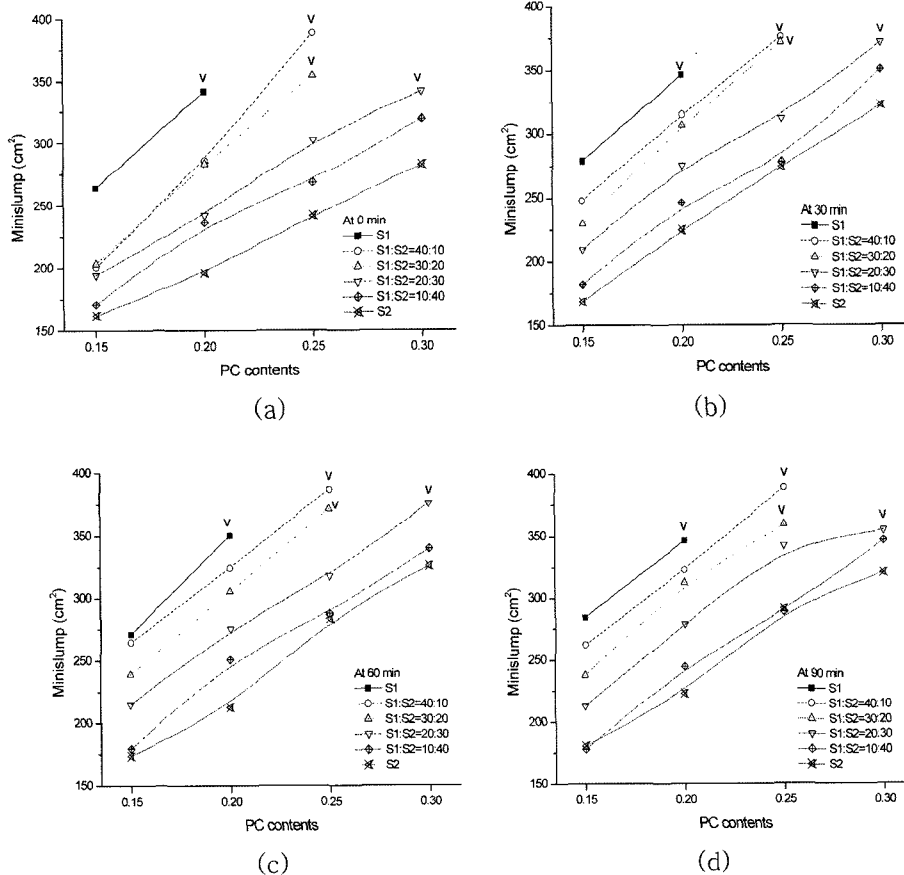 400
350
300
250
200
150
Minislump (cm²)
V
V
V
V
At 0 min
S1
S1:S2=40:10
S1:S2=30:20
S1:S2=20:30
S1:S2=10:40
S2
0.15 0.20 0.25 0.30
PC contents
(a)
400
350
300
250
200
150
Minislump (cm²)
V
V
V
V
At 30 min
S1
S1:S2=40:10
S1:S2=30:20
S1:S2=20:30
S1:S2=10:40
S2
0.15 0.20 0.25 0.30
PC contents
(b)
400
350
300
250
200
150
Minislump (cm²)
V
V
V
V
At 60 min
S1
S1:S2=40:10
S1:S2=30:20
S1:S2=20:30
S1:S2=10:40
S2
0.15 0.20 0.25 0.30
PC contents
(c)
400
350
300
250
200
150
Minislump (cm²)
V
V
V
V
At 90 min
S1
S1:S2=40:10
S1:S2=30:20
S1:S2=20:30
S1:S2=10:40
S2
0.15 0.20 0.25 0.30
PC contents
(d)